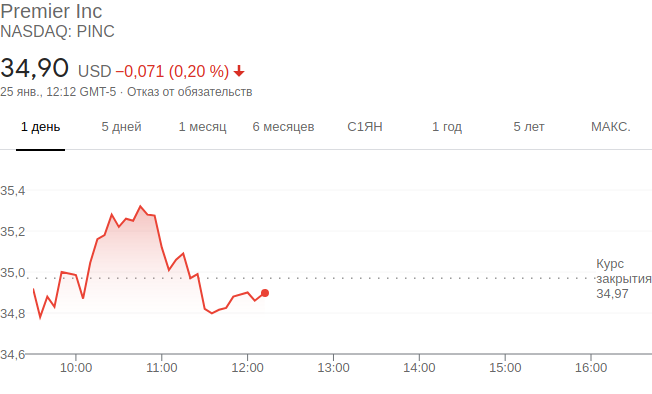 Premier Inc
NASDAQ: PINC
34,90 USD −0,071 (0,20 %)
25 янв., 12:12 GMT-5 · Отказ от обязательств
1 день 5 дней 1 месяц 6 месяцев С1ЯН 1 год 5 лет МАКС.
35,4
35,2
35,0
34,8
34,6
Курс
закрытия
34,97
10:00 11:00 12:00 13:00 14:00 15:00 16:00